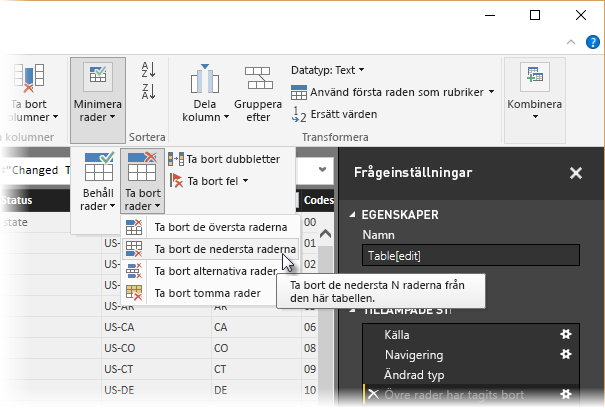 Ta bort
kolumner
Minimera
rader
Sortera
Dela
kolumn
Gruppera
efter
Datatyp: Text
Använd första raden som rubriker
Ersätt värden
Transformera
Kombinera
a kolumner
#"Changed T
Behåll
rader
Ta bort
rader
Ta bort dubbletter
Ta bort fel
Ta bort de översta raderna
Ta bort de nedersta raderna
Ta bort alternativa rader
Ta bort tomma rader
Ta bort de nedersta N raderna från
den här tabellen.
Status
Codes
state
00
US-
01
US-
02
US-
US-
US-AR AR
US-CA CA 06
US-CO CO 08
US-CT CT 09
US-DE DE 10
Frågeinställningar
EGENSKAPER
Namn
Table[edit]
TILLÄMPADE ST
Källa
Navigering
Ändrad typ
Övre rader har tagits bort